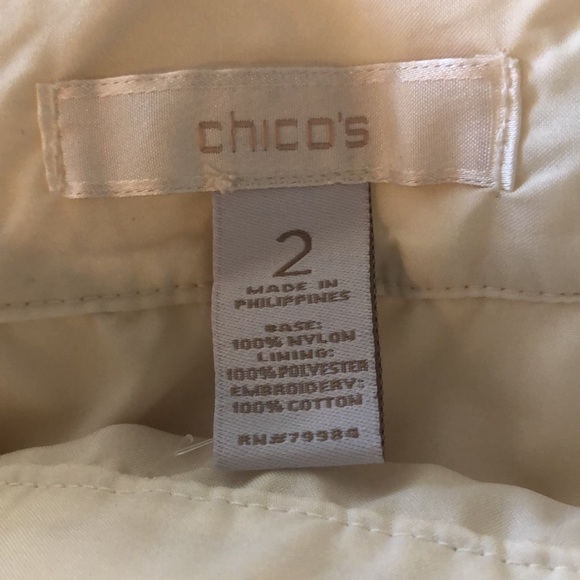 chico's
2
MADE IN
PHILIPPINES
BASE:
100% NYLON
LINING:
100% POLYESTER
EMBROIDERY:
100% COTTON
RN#79984